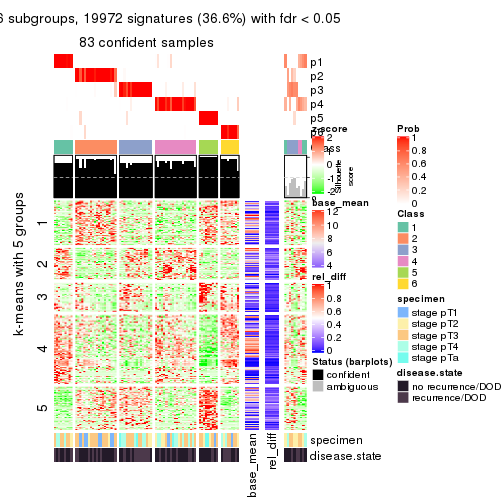 6 subgroups, 19972 signatures (36.6%) with fdr < 0.05
83 confident samples
p1
p2
p3
p4
p5
p6
z-score
2
1
0
-1
-2
Class
Silhouette
score
k-means with 5 groups
1
2
3
4
5
base_mean
12
10
8
6
4
rel_diff
1
0.8
0.6
0.4
0.2
0
Status (barplots)
confident
ambiguous
Prob
1
0.8
0.6
0.4
0.2
0
Class
1
2
3
4
5
6
specimen
stage pT1
stage pT2
stage pT3
stage pT4
stage pTa
disease.state
no recurrence/DOD
recurrence/DOD
specimen
disease.state
base_mean
rel_diff